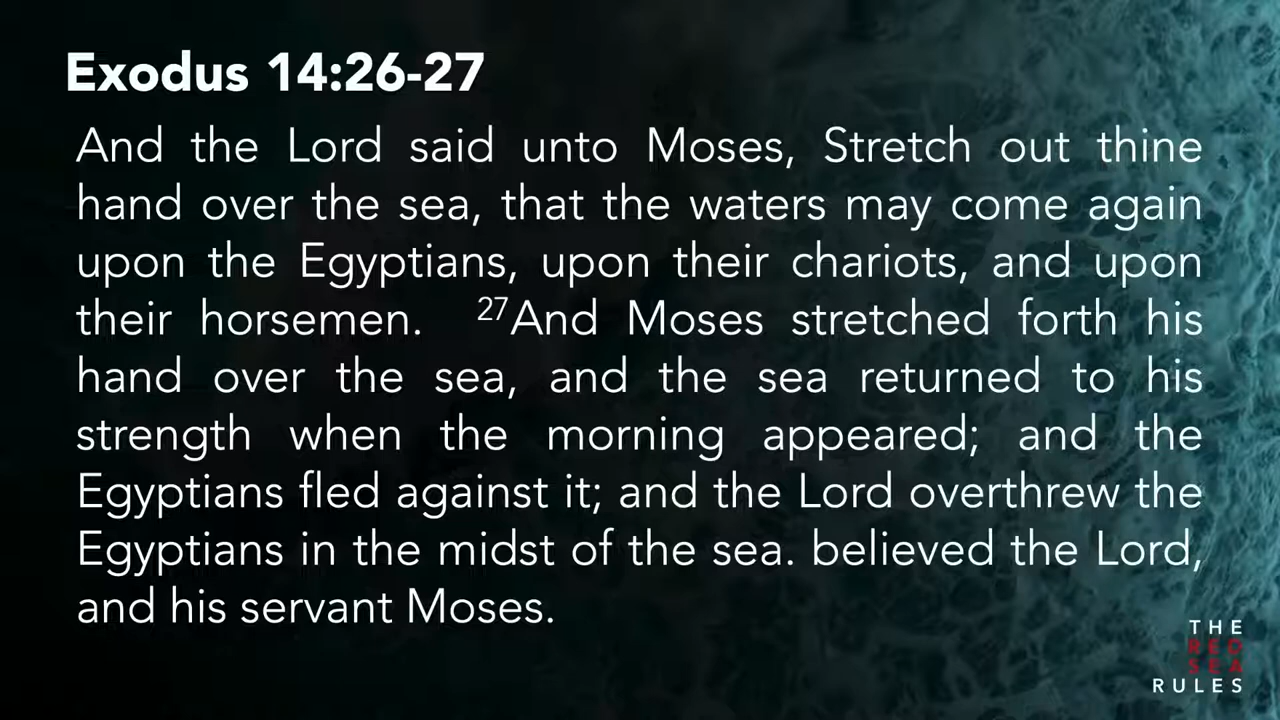 Exodus 14:26-27
And the Lord said unto Moses, Stretch out thine
hand over the sea, that the waters may come again
upon the Egyptians, upon their chariots, and upon
their horsemen. 27And Moses stretched forth his
hand over the sea, and the sea returned to his
strength when the morning appeared; and the
Egyptians fled against it; and the Lord overthrew the
Egyptians in the midst of the sea. believed the Lord,
and his servant Moses.
THE
RED
SEA
RULES